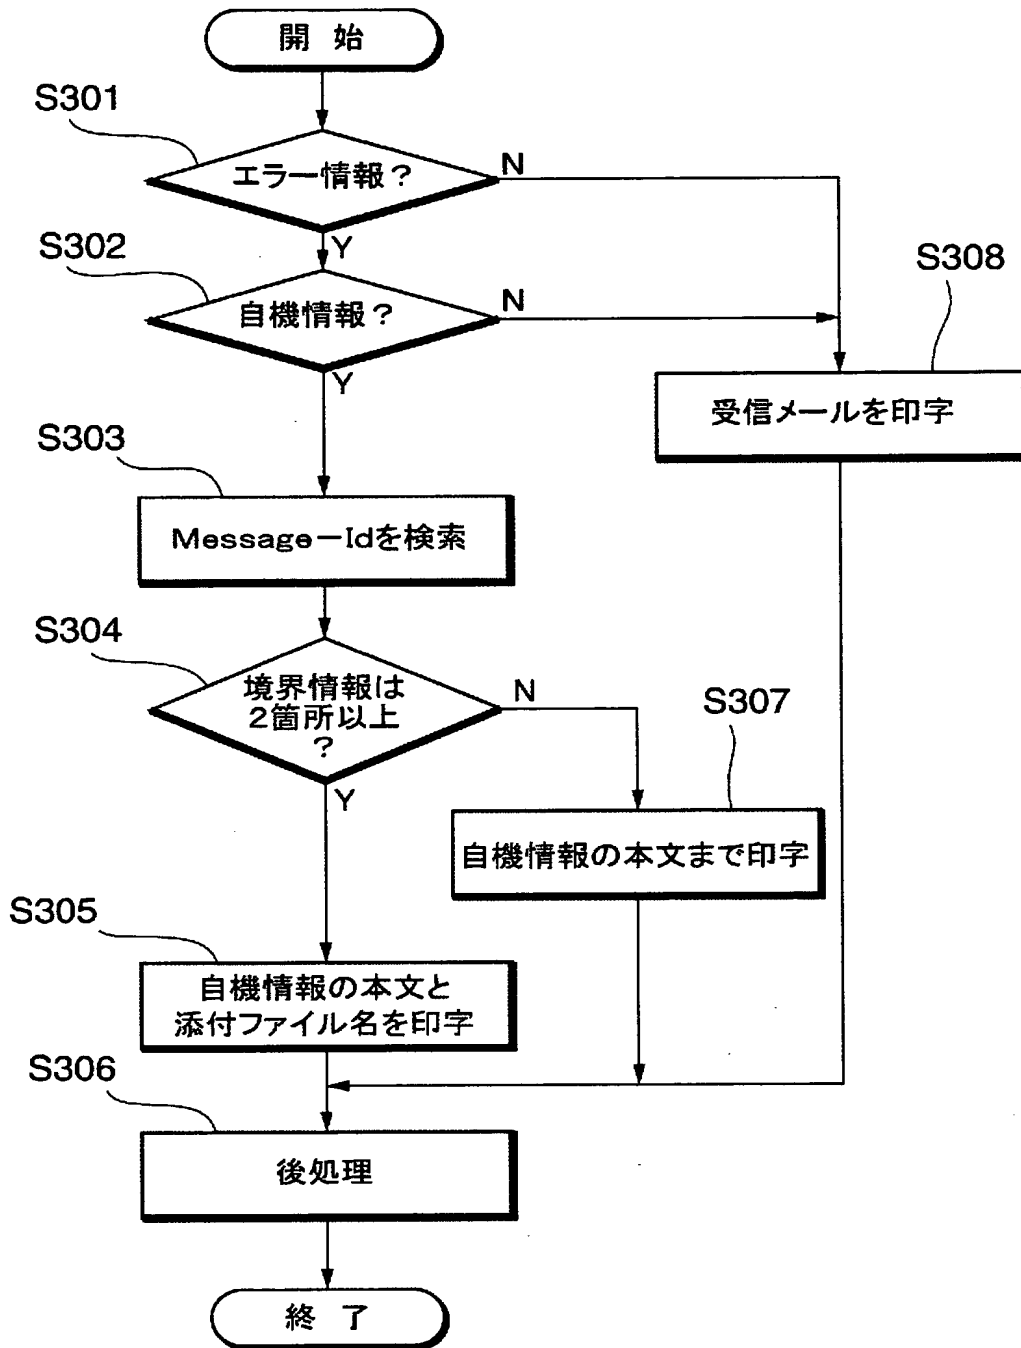 開 始
S301
エラー情報？
N
Y
S302
自機情報？
N
Y
S308
受信メールを印字
S303
Message－Idを検索
S304
境界情報は
2箇所以上
？
N
Y
S307
自機情報の本文まで印字
S305
自機情報の本文と
添付ファイル名を印字
S306
後処理
終 了